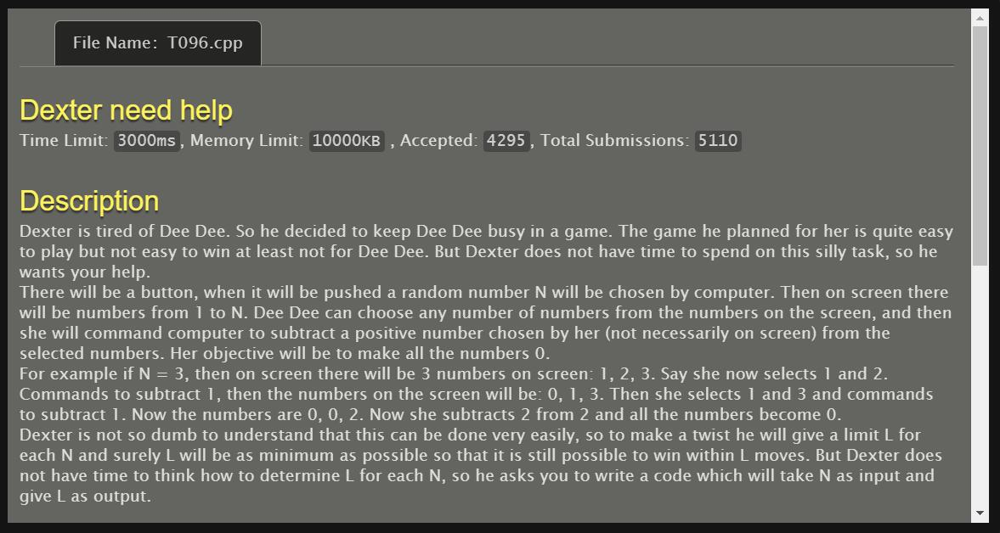 File Name: T096.cpp
Dexter need help
Time Limit: 3000ms, Memory Limit: 10000KB , Accepted: 4295, Total Submissions: 5110
Description
Dexter is tired of Dee Dee. So he decided to keep Dee Dee busy in a game. The game he planned for her is quite easy
to play but not easy to win at least not for Dee Dee. But Dexter does not have time to spend on this silly task, so he
wants your help.
There will be a button, when it will be pushed a random number N will be chosen by computer. Then on screen there
will be numbers from 1 to N. Dee Dee can choose any number of numbers from the numbers on the screen, and then
she will command computer to subtract a positive number chosen by her (not necessarily on screen) from the
selected numbers. Her objective will be to make all the numbers 0.
For example if N = 3, then on screen there will be 3 numbers on screen: 1, 2, 3. Say she now selects 1 and 2.
Commands to subtract 1, then the numbers on the screen will be: 0, 1, 3. Then she selects 1 and 3 and commands
to subtract 1. Now the numbers are 0, 0, 2. Now she subtracts 2 from 2 and all the numbers become 0.
Dexter is not so dumb to understand that this can be done very easily, so to make a twist he will give a limit L for
each N and surely L will be as minimum as possible so that it is still possible to win within L moves. But Dexter does
not have time to think how to determine L for each N, so he asks you to write a code which will take N as input and
give L as output.